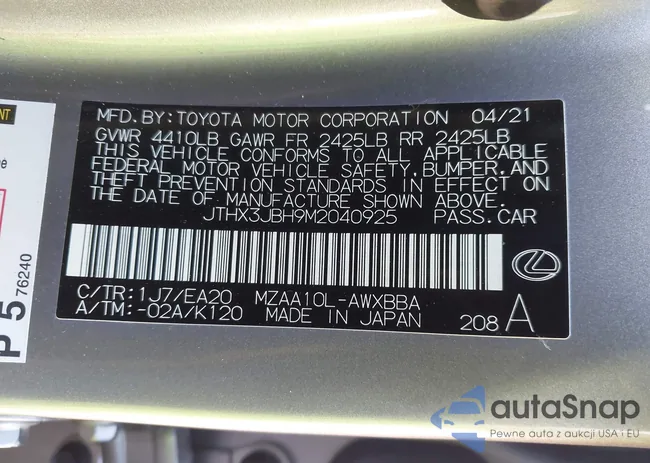 MFD.BY:TOYOTA MOTOR CORPORATION 04/21
GVWR 4410LB GAWR FR 2425LB RR 2425LB
THIS VEHICLE CONFORMS TO ALL APPLICABLE
FEDERAL MOTOR VEHICLE SAFETY,BUMPER,AND
THEFT PREVENTION STANDARDS IN EFFECT ON
THE DATE OF MANUFACTURE SHOWN ABOVE.
JTHX3JBH9M2040925 PASS.CAR
C/TR:1J7/EA20 MZAA10L-AWXBBA
A/TM:-02A/K120 MADE IN JAPAN 208 A
P 5 76240
autaSnap
Pewne auta z aukcji USA i EU